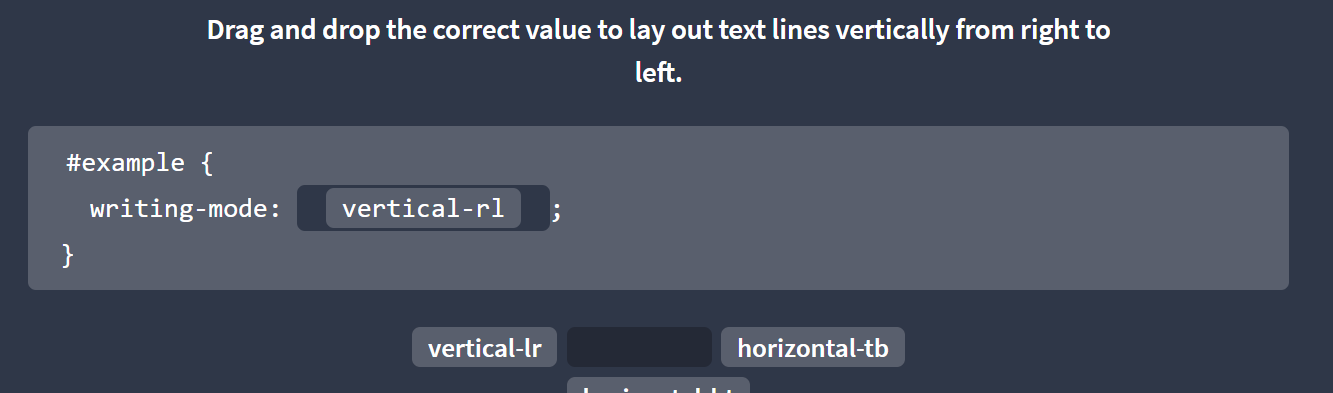 Drag and drop the correct value to lay out text lines vertically from right to
left.
#example {
writing-mode: vertical-rl ;
}
vertical-lr horizontal-tb